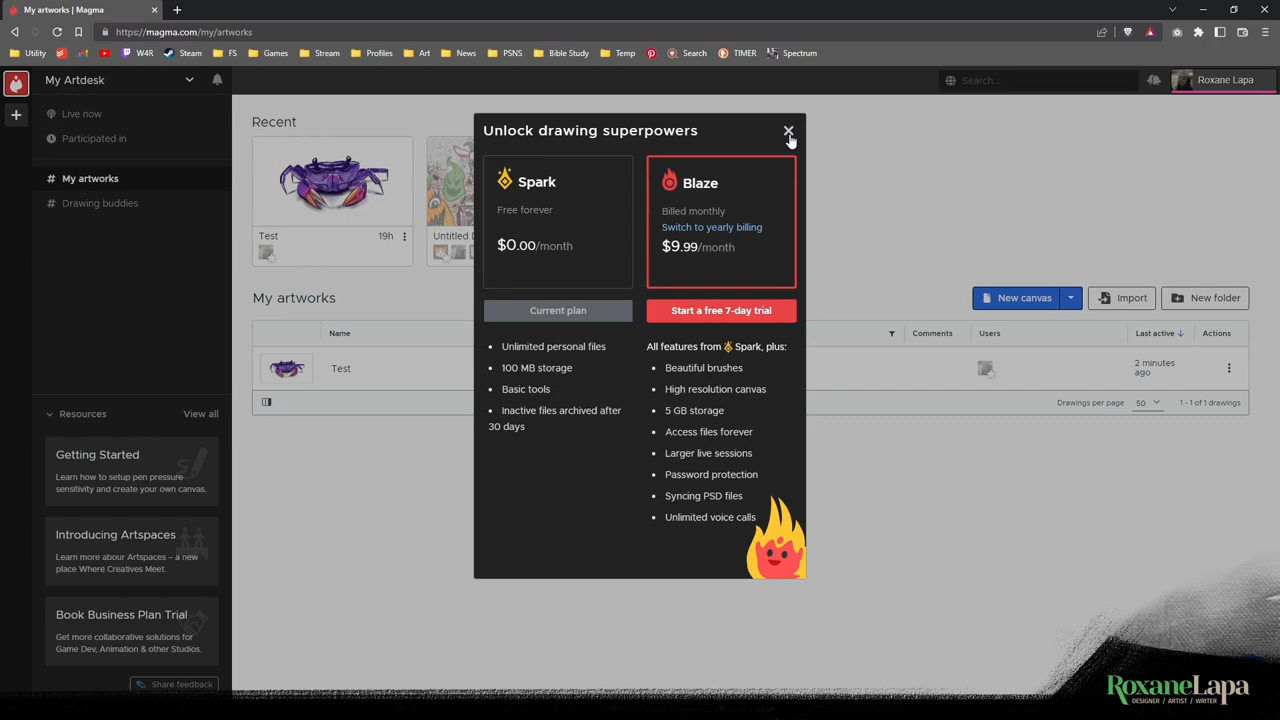 My artworks | Magma
https://magma.com/my/artworks
Utility
W4R
Steam
FS
Games
Stream
Profiles
Art
News
PSNS
Bible Study
Temp
Search
TIMER
Spectrum
My Artdesk
Search...
Roxane Lapa
Live now
Participated in
# My artworks
# Drawing buddies
Recent
Test
19h
Untitled D
Unlock drawing superpowers
Spark
Free forever
$0.00/month
Current plan
Unlimited personal files
100 MB storage
Basic tools
Inactive files archived after
30 days
Blaze
Billed monthly
Switch to yearly billing
$9.99/month
Start a free 7-day trial
All features from Spark, plus:
Beautiful brushes
High resolution canvas
5 GB storage
Access files forever
Larger live sessions
Password protection
Syncing PSD files
Unlimited voice calls
My artworks
New canvas
Import
New folder
Name
Comments
Users
Last active
Actions
Test
2 minutes
ago
Drawings per page
50
1 - 1 of 1 drawings
Resources
View all
Getting Started
Learn how to setup pen pressure
sensitivity and create your own canvas.
Introducing Artspaces
Learn more abour Artspaces – a new
place Where Creatives Meet.
Book Business Plan Trial
Get more collaborative solutions for
Game Dev, Animation & other Studios.
Share feedback
RoxaneLapa
DESIGNER / ARTIST / WRITER